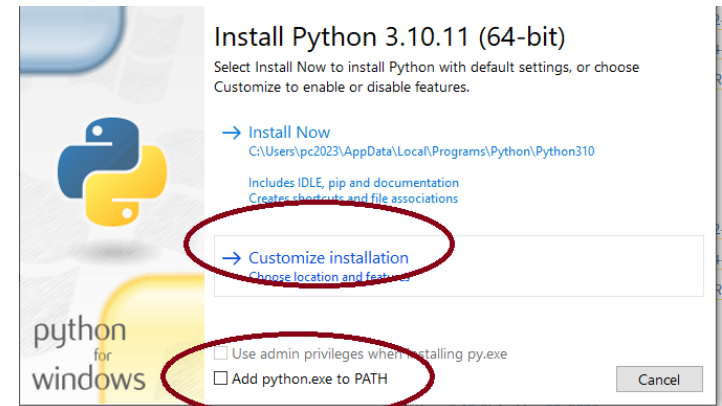 Install Python 3.10.11 (64-bit)
Select Install Now to install Python with default settings, or choose
Customize to enable or disable features.
→ Install Now
C:\Users\pc2023\AppData\Local\Programs\Python\Python310
Includes IDLE, pip and documentation
Creates shortcuts and file associations
→ Customize installation
Choose location and features
Use admin privileges when installing py.exe
Add python.exe to PATH
Cancel
python
for
windows